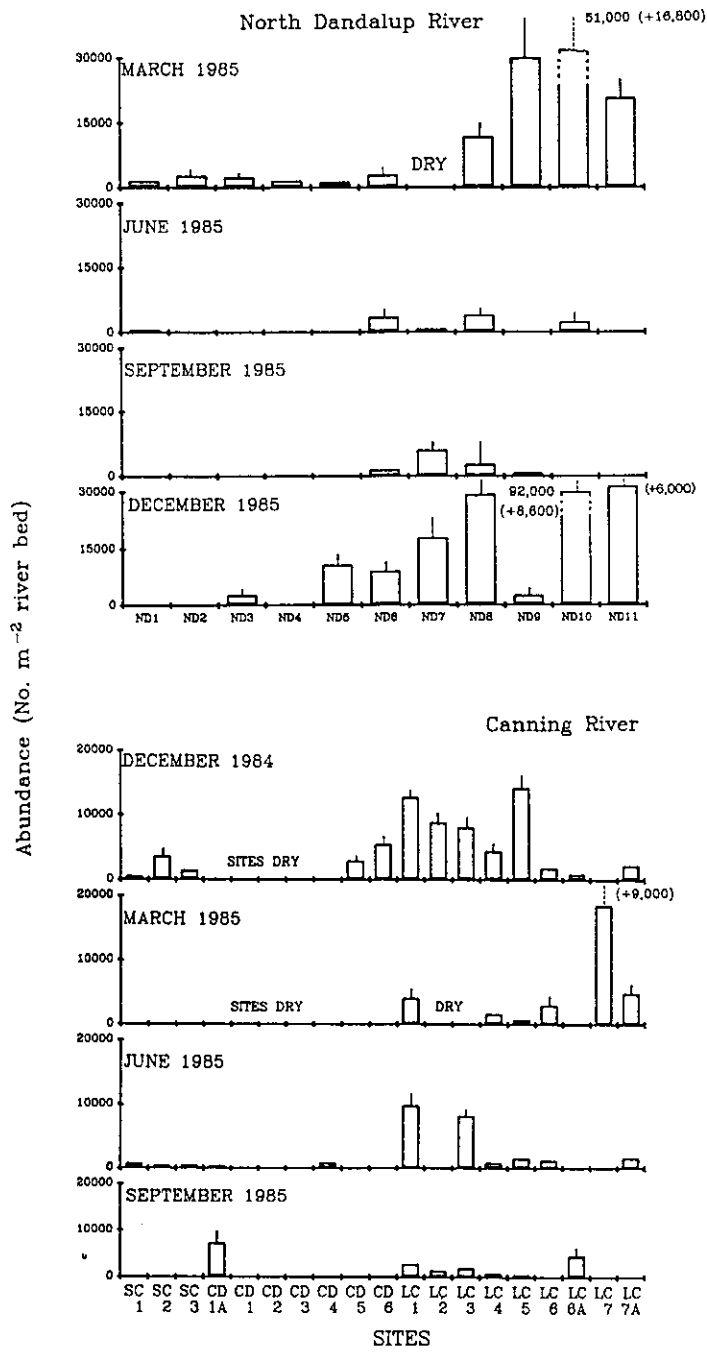 North Dandalup River
51,000 (+16,800)
30000
MARCH 1985
15000
DRY
0
30000
JUNE 1985
15000
0
30000
SEPTEMBER 1985
15000
0
30000
DECEMBER 1985
92,000
(+8,600)
(+6,000)
15000
0
ND1 ND2 ND3 ND4 ND5 ND6 ND7 ND8 ND9 ND10 ND11
Abundance (No. m⁻² river bed)
Canning River
20000
DECEMBER 1984
10000
SITES DRY
0
20000
MARCH 1985
(+9,000)
10000
SITES DRY
DRY
0
20000
JUNE 1985
10000
0
20000
SEPTEMBER 1985
10000
0
SC SC SC CD CD CD CD CD CD CD LC LC LC LC LC LC LC LC LC
1 2 3 1A 1 2 3 4 5 6 1 2 3 4 5 6 6A 7 7A
SITES